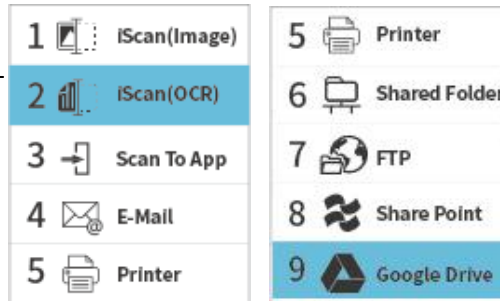 1 iScan(Image)
2 iScan(OCR)
3 Scan To App
4 E-Mail
5 Printer
5 Printer
6 Shared Folder
7 FTP
8 Share Point
9 Google Drive